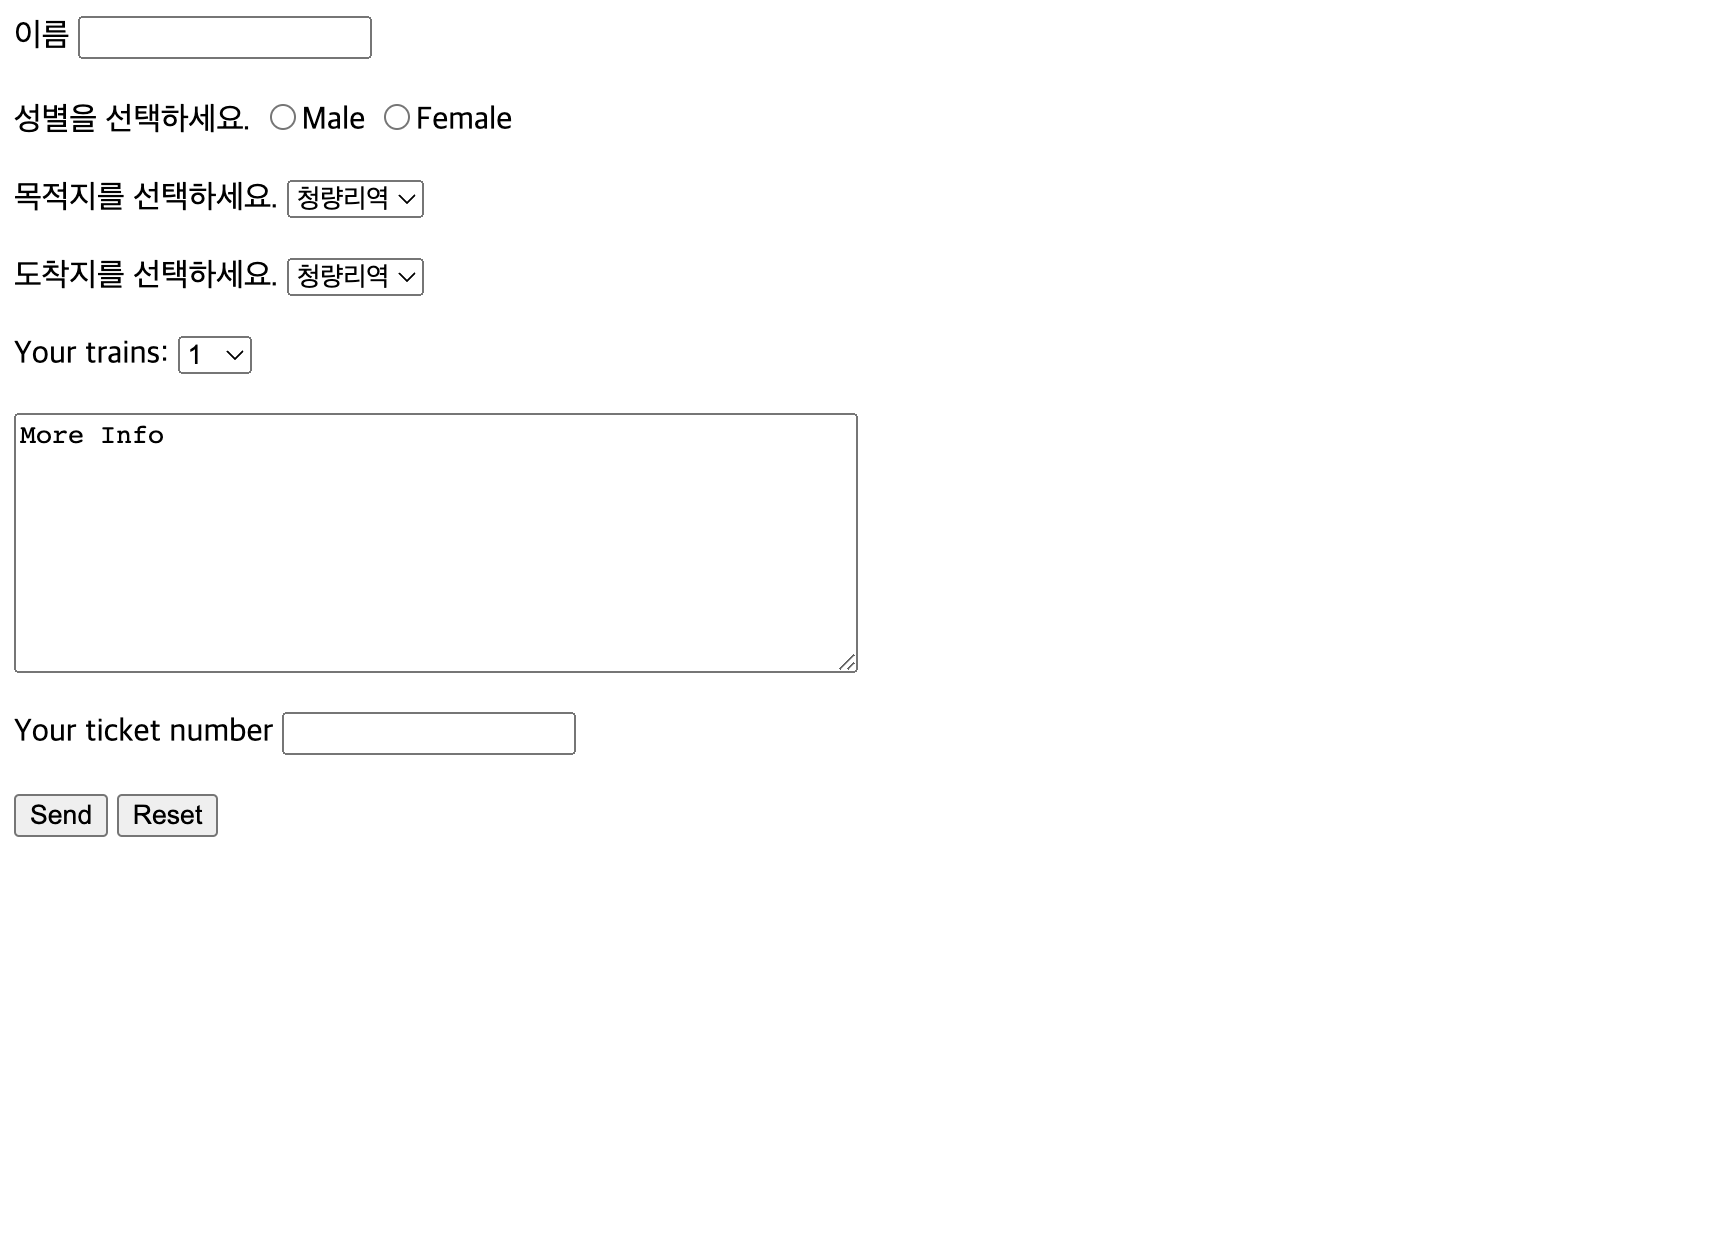 이름
성별을 선택하세요. Male Female
목적지를 선택하세요. 청량리역
도착지를 선택하세요. 청량리역
Your trains: 1
More Info
Your ticket number
Send Reset